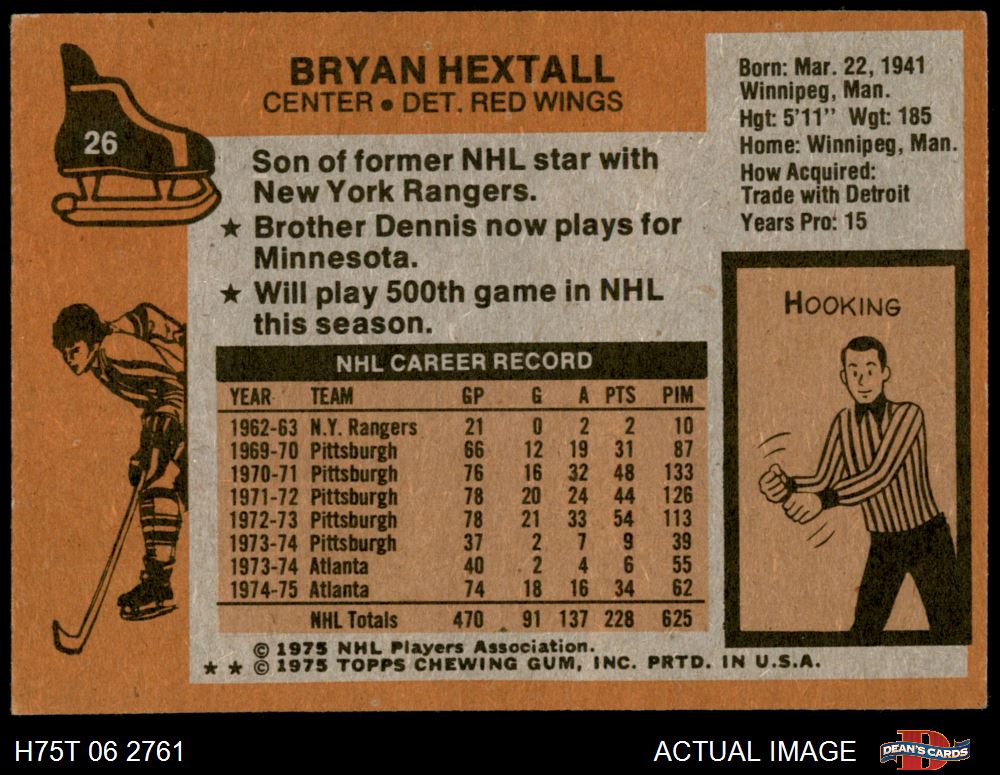 26
BRYAN HEXTALL
CENTER • DET. RED WINGS
Born: Mar. 22, 1941
Winnipeg, Man.
Hgt: 5'11" Wgt: 185
Home: Winnipeg, Man.
How Acquired:
Trade with Detroit
Years Pro: 15
Son of former NHL star with
New York Rangers.
★ Brother Dennis now plays for
Minnesota.
★ Will play 500th game in NHL
this season.
NHL CAREER RECORD
YEAR TEAM GP G A PTS PIM
1962-63 N.Y. Rangers 21 0 2 2 10
1969-70 Pittsburgh 66 12 19 31 87
1970-71 Pittsburgh 76 16 32 48 133
1971-72 Pittsburgh 78 20 24 44 126
1972-73 Pittsburgh 78 21 33 54 113
1973-74 Pittsburgh 37 2 7 9 39
1973-74 Atlanta 40 2 4 6 55
1974-75 Atlanta 74 18 16 34 62
NHL Totals 470 91 137 228 625
HOOKING
© 1975 NHL Players Association.
★ ★ © 1975 TOPPS CHEWING GUM, INC. PRTD. IN U.S.A.
H75T 06 2761
ACTUAL IMAGE
D
DEAN'S CARDS